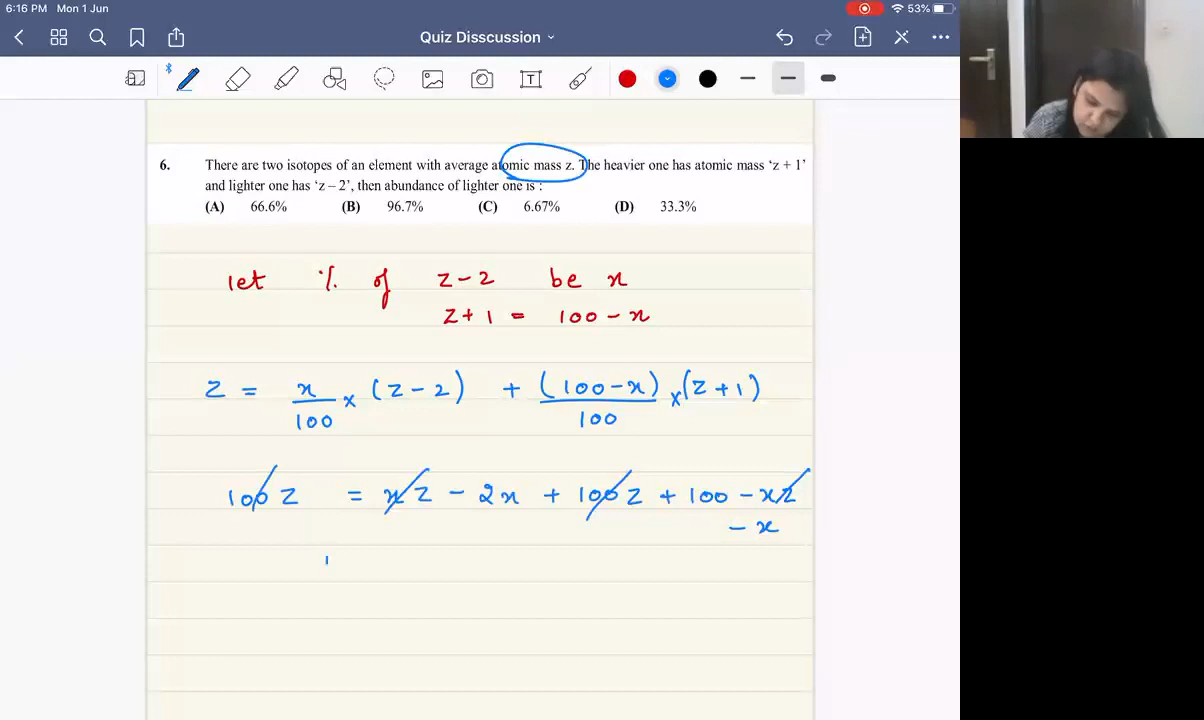 6:16 PM Mon 1 Jun 53%
Quiz Disscussion
T
6. There are two isotopes of an element with average atomic mass z. The heavier one has atomic mass ‘z + 1’
and lighter one has ‘z – 2’, then abundance of lighter one is :
(A) 66.6% (B) 96.7% (C) 6.67% (D) 33.3%
let % of z - 2 be x
z + 1 = 100 - x
z = x/100 × (z - 2) + (100 - x)/100 × (z + 1)
100 z = xz - 2x + 100 z + 100 - xz
- x